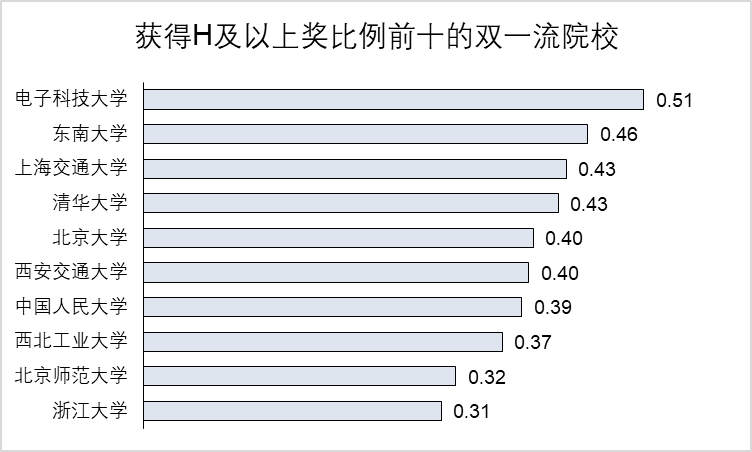 获得H及以上奖比例前十的双一流院校
电子科技大学 0.51
东南大学 0.46
上海交通大学 0.43
清华大学 0.43
北京大学 0.40
西安交通大学 0.40
中国人民大学 0.39
西北工业大学 0.37
北京师范大学 0.32
浙江大学 0.31